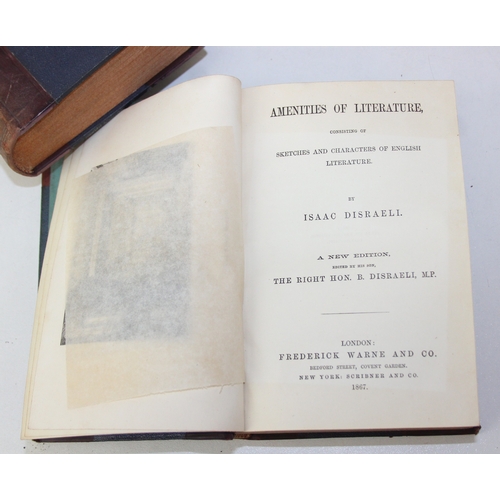 AMENITIES OF LITERATURE,
CONSISTING OF
SKETCHES AND CHARACTERS OF ENGLISH
LITERATURE.
BY
ISAAC DISRAELI.
A NEW EDITION,
EDITED BY HIS SON,
THE RIGHT HON. B. DISRAELI, M.P.
LONDON:
FREDERICK WARNE AND CO.
BEDFORD STREET, COVENT GARDEN.
NEW YORK: SCRIBNER AND CO.
1867.